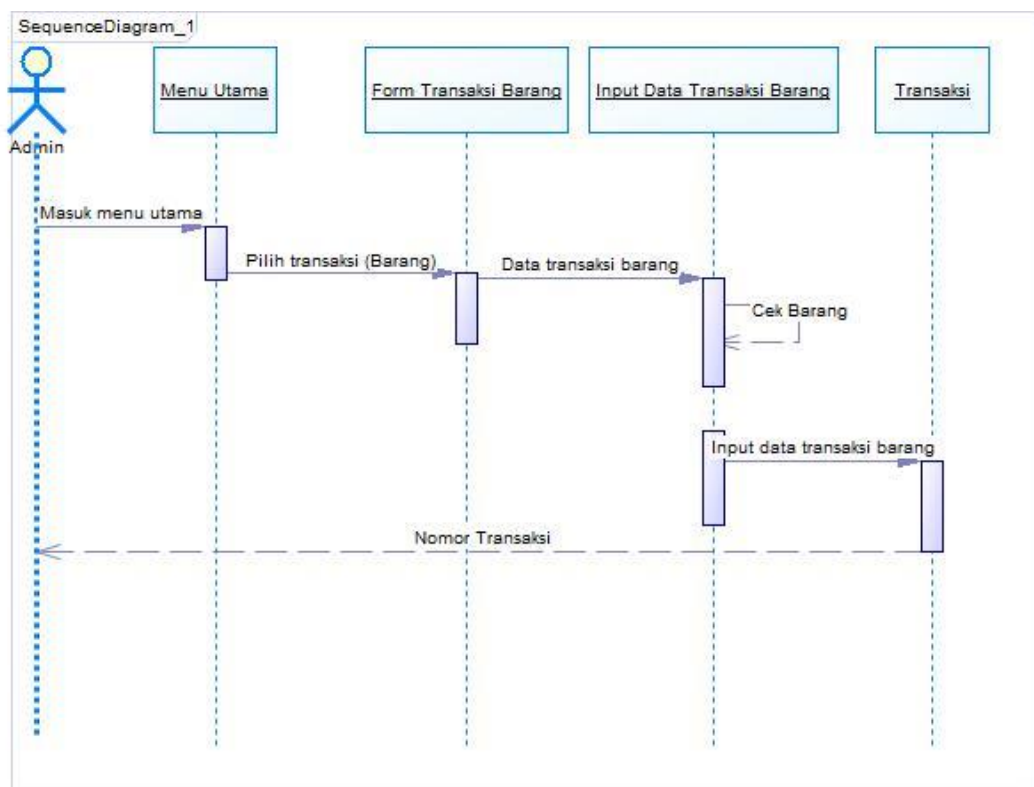 SequenceDiagram_1
Menu Utama
Form Transaksi Barang
Input Data Transaksi Barang
Transaksi
Admin
Masuk menu utama
Pilih transaksi (Barang)
Data transaksi barang
Cek Barang
Input data transaksi barang
Nomor Transaksi